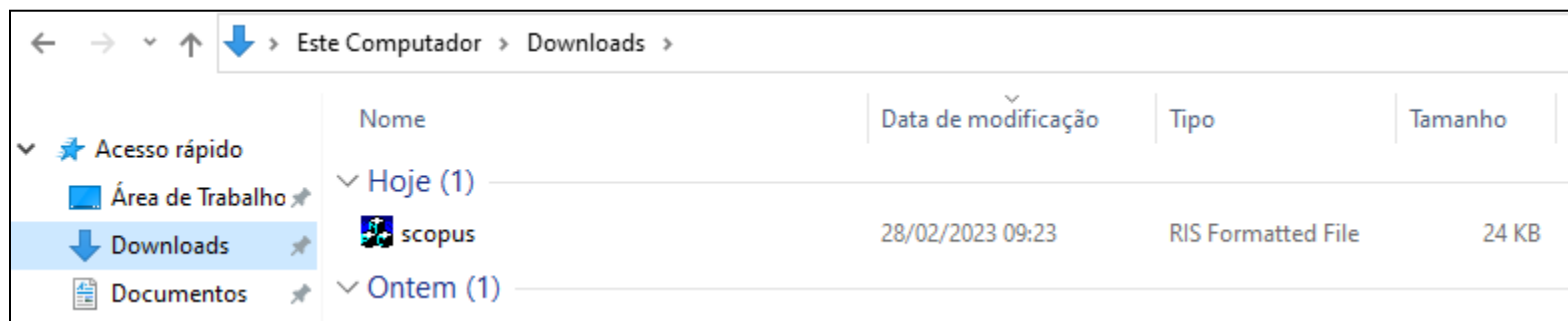 Este Computador > Downloads >
Nome Data de modificação Tipo Tamanho
Acesso rápido
Hoje (1)
Área de Trabalho
scopus 28/02/2023 09:23 RIS Formatted File 24 KB
Downloads
Ontem (1)
Documentos